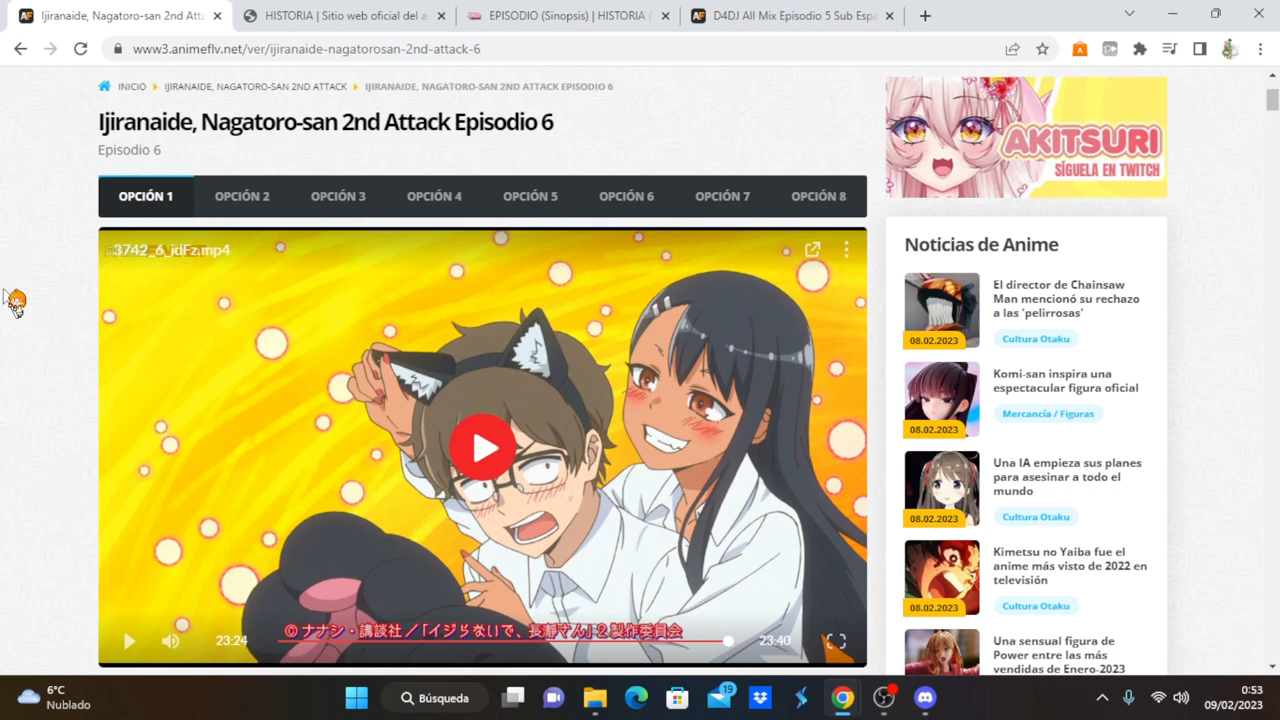 Ijiranaide, Nagatoro-san 2nd Atta
HISTORIA | Sitio web oficial del a
EPISODIO (Sinopsis) | HISTORIA (
D4DJ All Mix Episodio 5 Sub Espa
www3.animeflv.net/ver/ijiranaide-nagatorosan-2nd-attack-6
INICIO IJIRANAIDE, NAGATORO-SAN 2ND ATTACK IJIRANAIDE, NAGATORO-SAN 2ND ATTACK EPISODIO 6
Ijiranaide, Nagatoro-san 2nd Attack Episodio 6
Episodio 6
OPCIÓN 1 OPCIÓN 2 OPCIÓN 3 OPCIÓN 4 OPCIÓN 5 OPCIÓN 6 OPCIÓN 7 OPCIÓN 8
3742_6_jdFz.mp4
© ナナシ・講談社／「イジらないで、長瀞さん」2 製作委員会
23:24
23:40
AKITSURI
SÍGUELA EN TWITCH
Noticias de Anime
El director de Chainsaw
Man mencionó su rechazo
a las 'pelirrosas'
08.02.2023
Cultura Otaku
Komi-san inspira una
espectacular figura oficial
Mercancía / Figuras
08.02.2023
Una IA empieza sus planes
para asesinar a todo el
mundo
08.02.2023
Cultura Otaku
Kimetsu no Yaiba fue el
anime más visto de 2022 en
televisión
08.02.2023
Cultura Otaku
Una sensual figura de
Power entre las más
vendidas de Enero-2023
6°C
Nublado
Búsqueda
19
0:53
09/02/2023